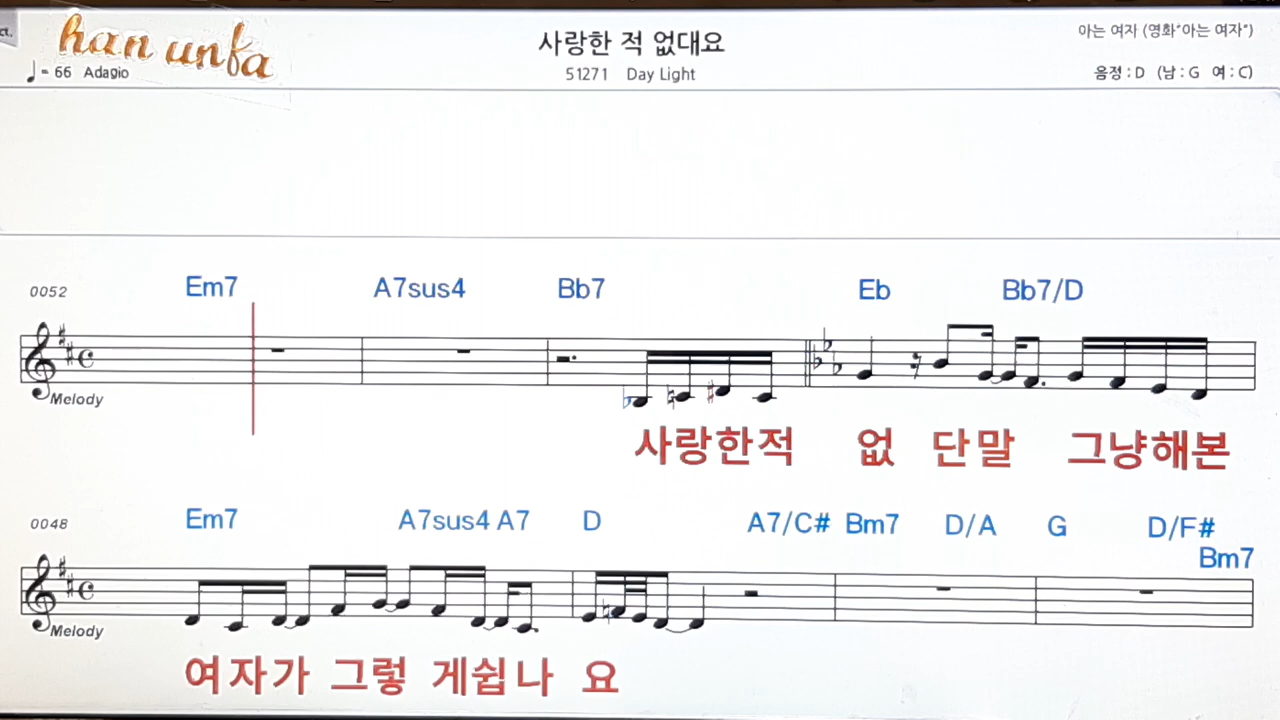 ct.
han unfa
♩= 66 Adagio
사랑한 적 없대요
51271 Day Light
아는 여자 (영화"아는 여자")
음정 : D (남 : G 여 : C)
0052 Em7 A7sus4 Bb7 Eb Bb7/D
Melody
사랑한적 없 단말 그냥해본
0048 Em7 A7sus4 A7 D A7/C# Bm7 D/A G D/F#
Bm7
Melody
여자가 그렇 게쉽나 요